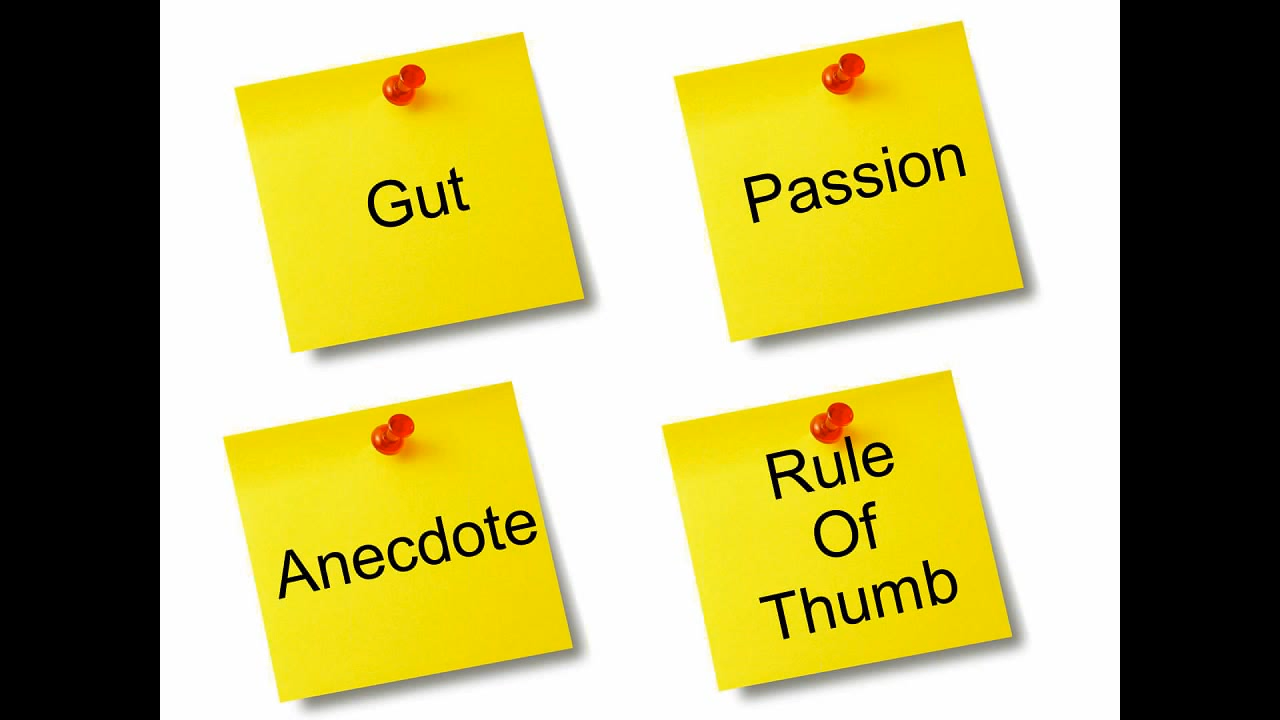 Gut
Passion
Anecdote
Rule
Of
Thumb